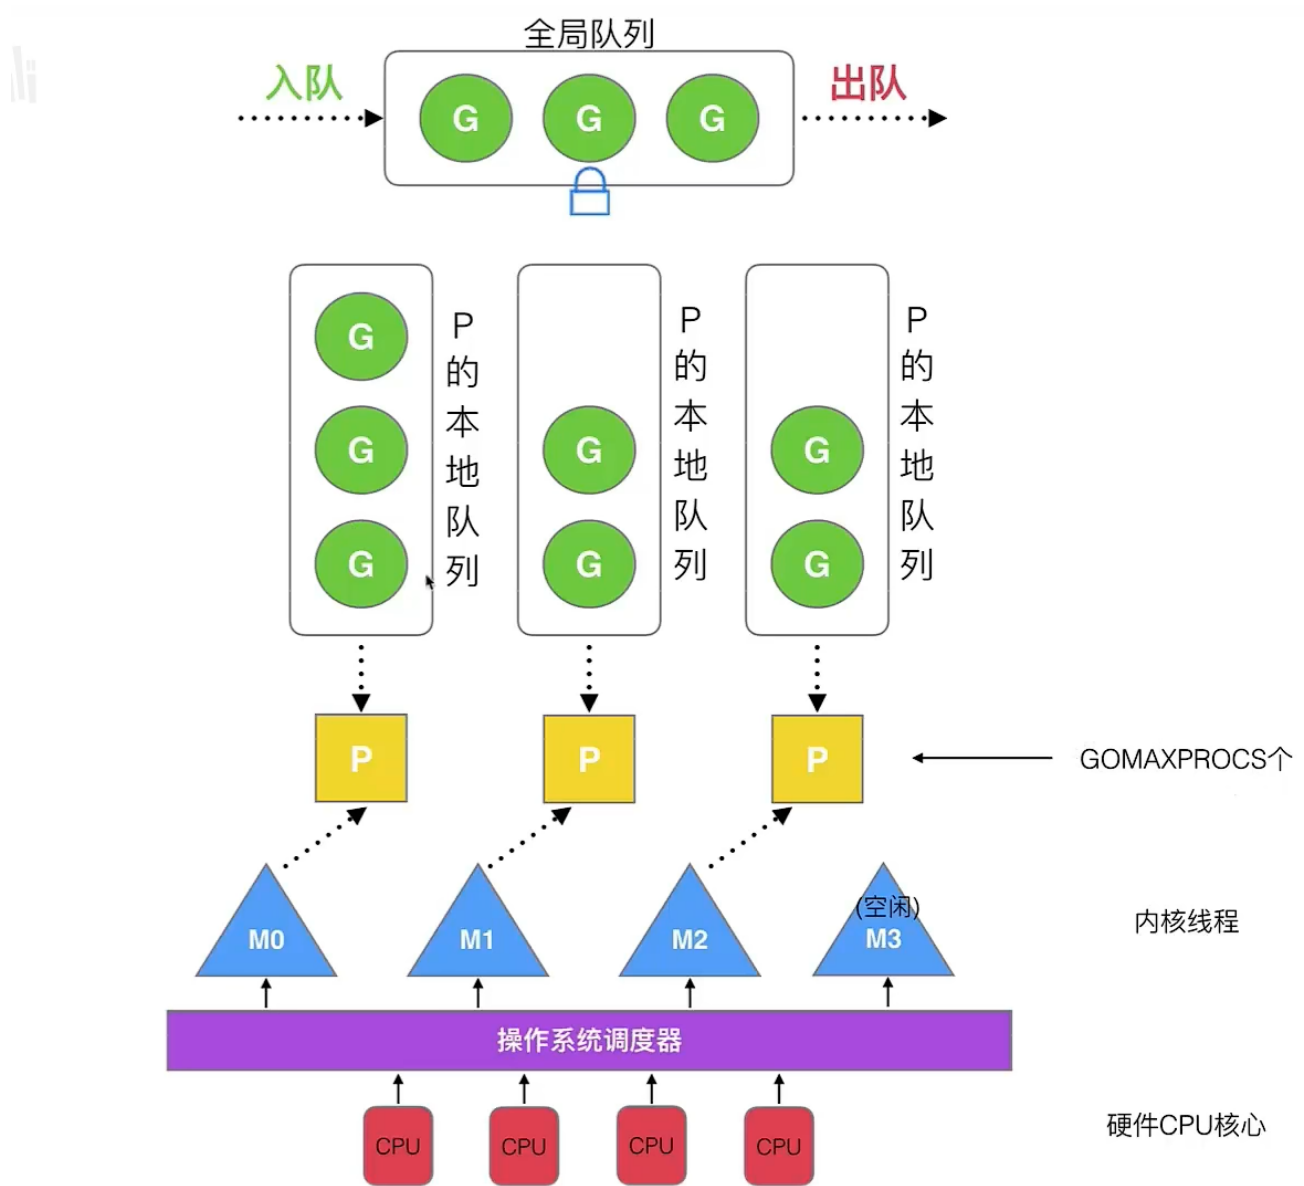 全局队列
入队
出队
G G G
G
G
G
P的本地队列
G
G
P的本地队列
G
G
P的本地队列
P P P
GOMAXPROCS个
M0 M1 M2
(空闲)
M3
内核线程
操作系统调度器
CPU CPU CPU CPU
硬件CPU核心